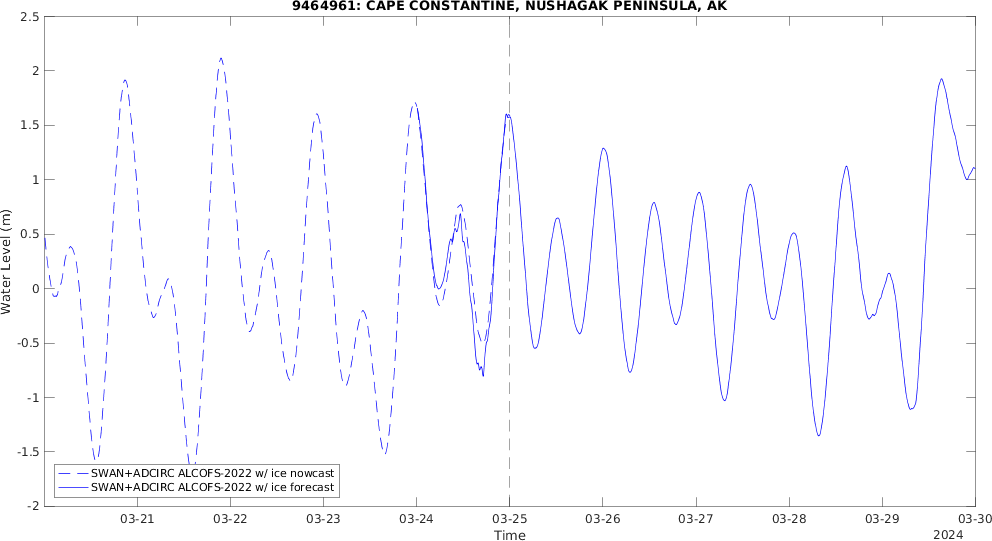 9464961: CAPE CONSTANTINE, NUSHAGAK PENINSULA, AK
2.5
2
1.5
1
0.5
0
-0.5
-1
-1.5
-2
Water Level (m)
SWAN+ADCIRC ALCOFS-2022 w/ ice nowcast
SWAN+ADCIRC ALCOFS-2022 w/ ice forecast
03-21 03-22 03-23 03-24 03-25 03-26 03-27 03-28 03-29 03-30
Time
2024